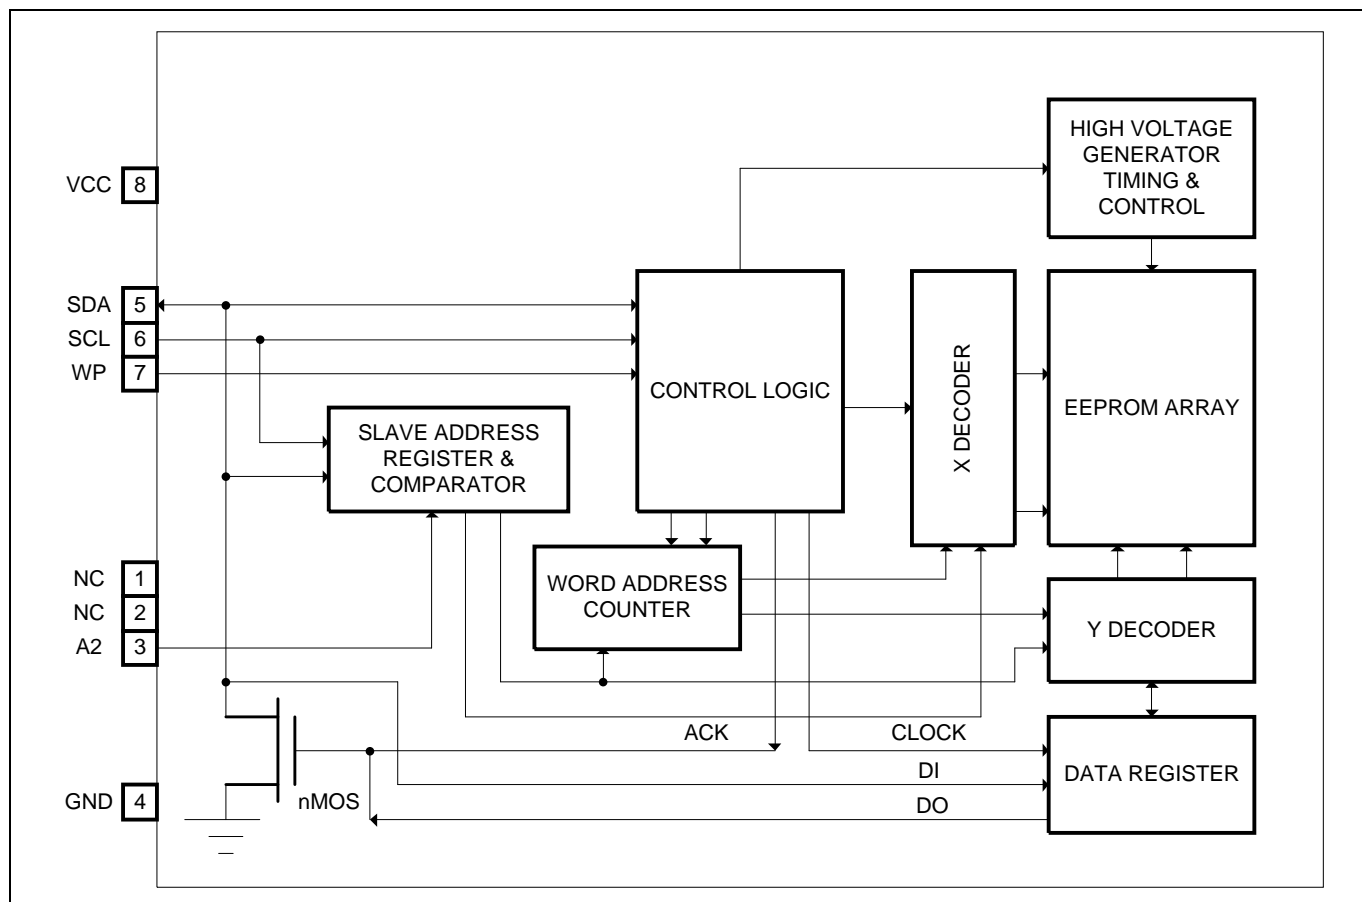 HIGH VOLTAGE
GENERATOR
TIMING &
CONTROL
VCC 8
SDA 5
SCL 6
WP 7
CONTROL LOGIC
X DECODER
EEPROM ARRAY
SLAVE ADDRESS
REGISTER &
COMPARATOR
NC 1
NC 2
A2 3
WORD ADDRESS
COUNTER
Y DECODER
ACK
CLOCK
DI
DATA REGISTER
DO
GND 4
nMOS